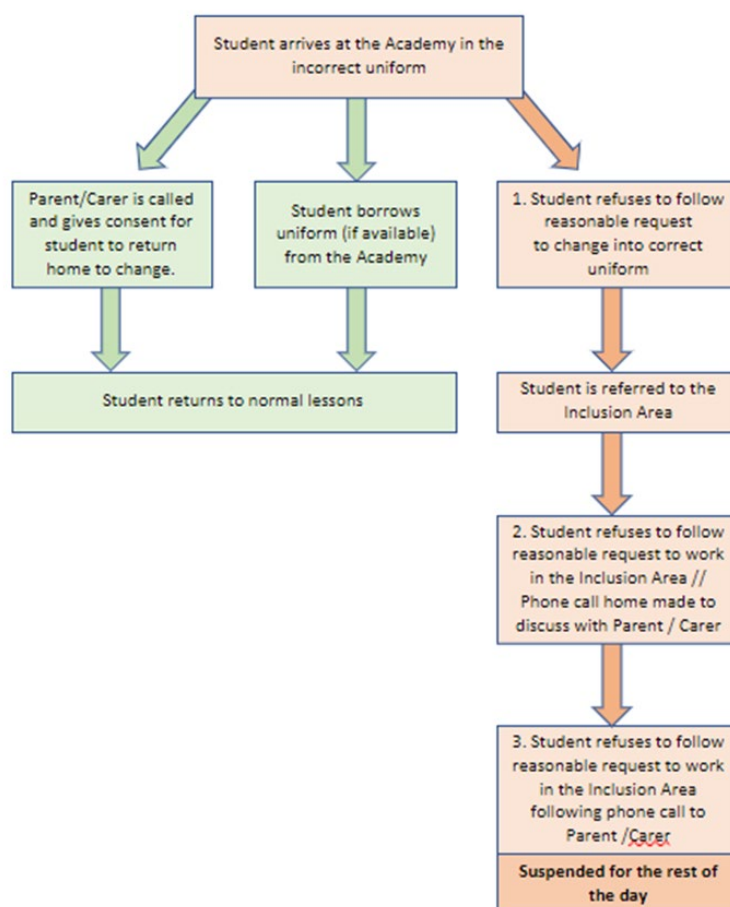 Student arrives at the Academy in the
incorrect uniform
Parent/Carer is called
and gives consent for
student to return
home to change.
Student borrows
uniform (if available)
from the Academy
1. Student refuses to follow
reasonable request
to change into correct
uniform
Student returns to normal lessons
Student is referred to the
Inclusion Area
2. Student refuses to follow
reasonable request to work
in the Inclusion Area //
Phone call home made to
discuss with Parent / Carer
3. Student refuses to follow
reasonable request to work
in the Inclusion Area
following phone call to
Parent /Carer
Suspended for the rest of
the day